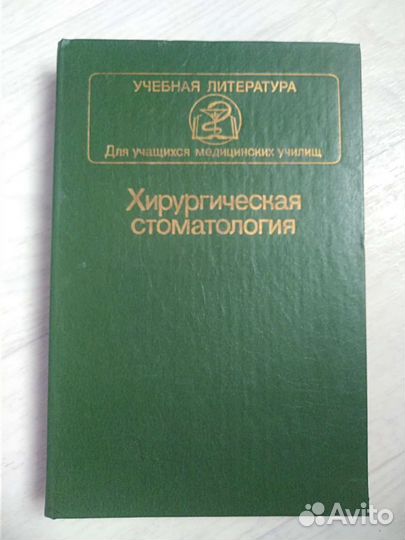 УЧЕБНАЯ ЛИТЕРАТУРА
Для учащихся медицинских училищ
Хирургическая
стоматология
Avito